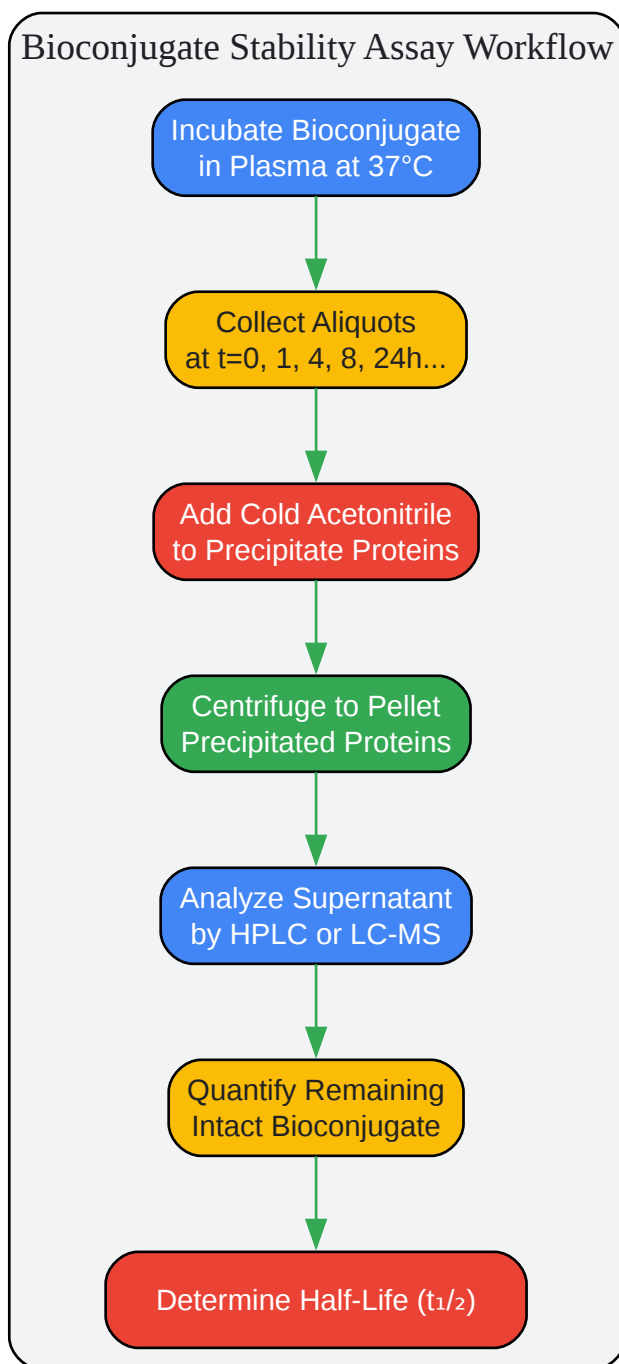 Bioconjugate Stability Assay Workflow
Incubate Bioconjugate
in Plasma at 37°C
Collect Aliquots
at t=0, 1, 4, 8, 24h...
Add Cold Acetonitrile
to Precipitate Proteins
Centrifuge to Pellet
Precipitated Proteins
Analyze Supernatant
by HPLC or LC-MS
Quantify Remaining
Intact Bioconjugate
Determine Half-Life (t₁/₂)